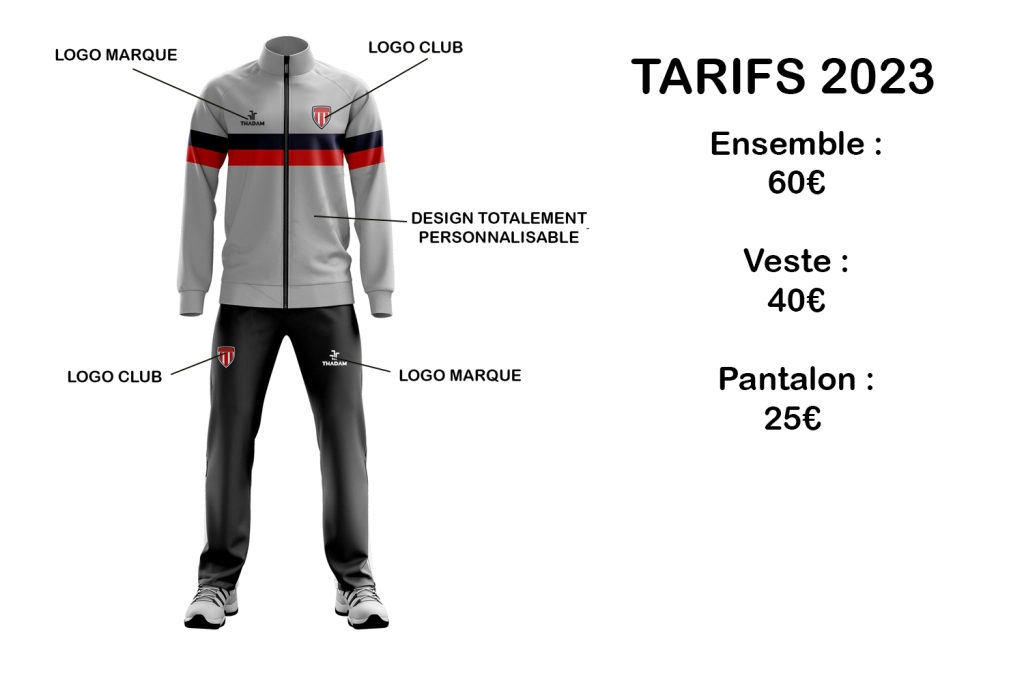 LOGO MARQUE
LOGO CLUB
THADAM
DESIGN TOTALEMENT
PERSONNALISABLE
LOGO CLUB
THADAM
LOGO MARQUE
TARIFS 2023
Ensemble :
60€
Veste :
40€
Pantalon :
25€